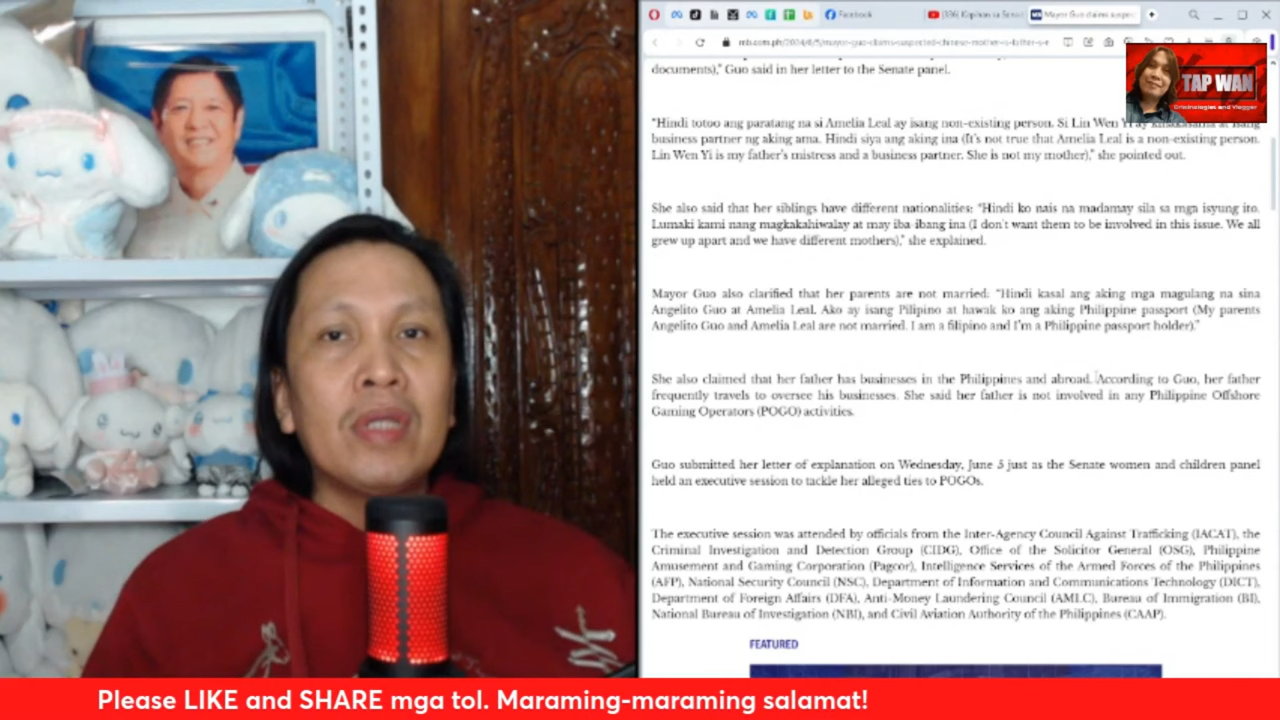 Facebook
Mayor Guo claims suspec
TAP WAN
Criminologist and Vlogger
documents)," Guo said in her letter to the Senate panel.
"Hindi totoo ang paratang na si Amelia Leal ay isang non-existing person. Si Lin Wen Yi ay kinakasama at isang
business partner ng aking ama. Hindi siya ang aking ina (It's not true that Amelia Leal is a non-existing person.
Lin Wen Yi is my father's mistress and a business partner. She is not my mother)," she pointed out.
She also said that her siblings have different nationalities: "Hindi ko nais na madamay sila sa mga isyung ito.
Lumaki kami nang magkakahiwalay at may iba-ibang ina (I don't want them to be involved in this issue. We all
grew up apart and we have different mothers)," she explained.
Mayor Guo also clarified that her parents are not married: "Hindi kasal ang aking mga magulang na sina
Angelito Guo at Amelia Leal. Ako ay isang Pilipino at hawak ko ang aking Philippine passport (My parents
Angelito Guo and Amelia Leal are not married. I am a filipino and I'm a Philippine passport holder)."
She also claimed that her father has businesses in the Philippines and abroad. According to Guo, her father
frequently travels to oversee his businesses. She said her father is not involved in any Philippine Offshore
Gaming Operators (POGO) activities.
Guo submitted her letter of explanation on Wednesday, June 5 just as the Senate women and children panel
held an executive session to tackle her alleged ties to POGOs.
The executive session was attended by officials from the Inter-Agency Council Against Trafficking (IACAT), the
Criminal Investigation and Detection Group (CIDG), Office of the Solicitor General (OSG), Philippine
Amusement and Gaming Corporation (Pagcor), Intelligence Services of the Armed Forces of the Philippines
(AFP), National Security Council (NSC), Department of Information and Communications Technology (DICT),
Department of Foreign Affairs (DFA), Anti-Money Laundering Council (AMLC), Bureau of Immigration (BI),
National Bureau of Investigation (NBI), and Civil Aviation Authority of the Philippines (CAAP).
FEATURED
Please LIKE and SHARE mga tol. Maraming-maraming salamat!